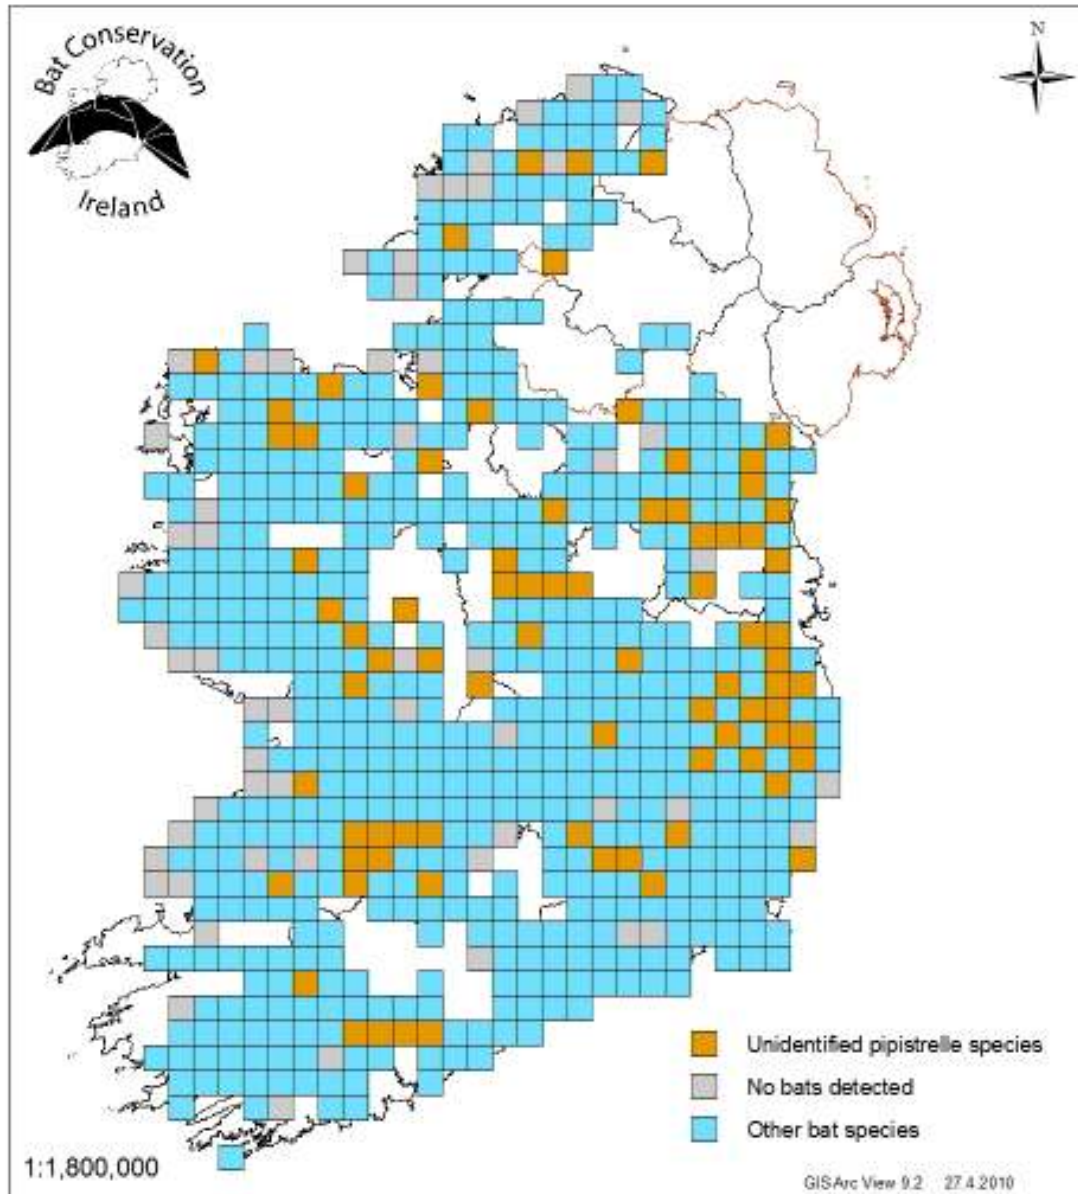 Bat Conservation
Ireland
N
Unidentified pipistrelle species
No bats detected
Other bat species
1:1,800,000
GIS Arc View 9.2 27.4.2010